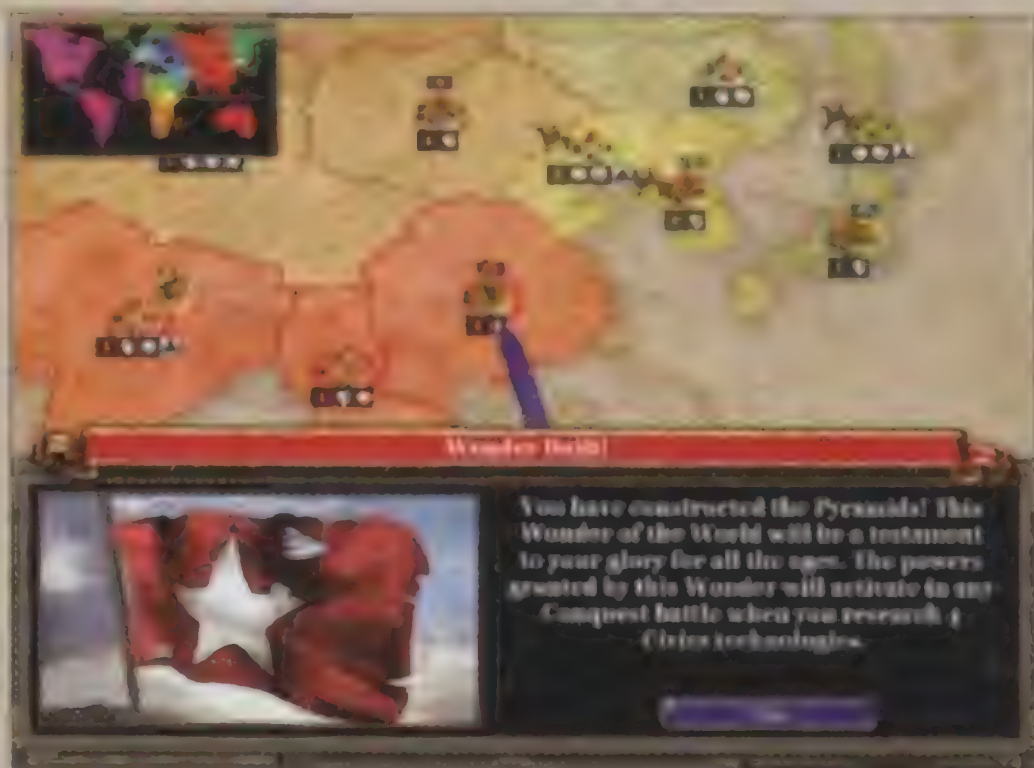 Wonder Built!
You have constructed the Pyramids! This
Wonder of the World will be a testament
to your glory for all the ages. The powers
granted by this Wonder will activate in any
Conquest battle when you research 4
Civics technologies.